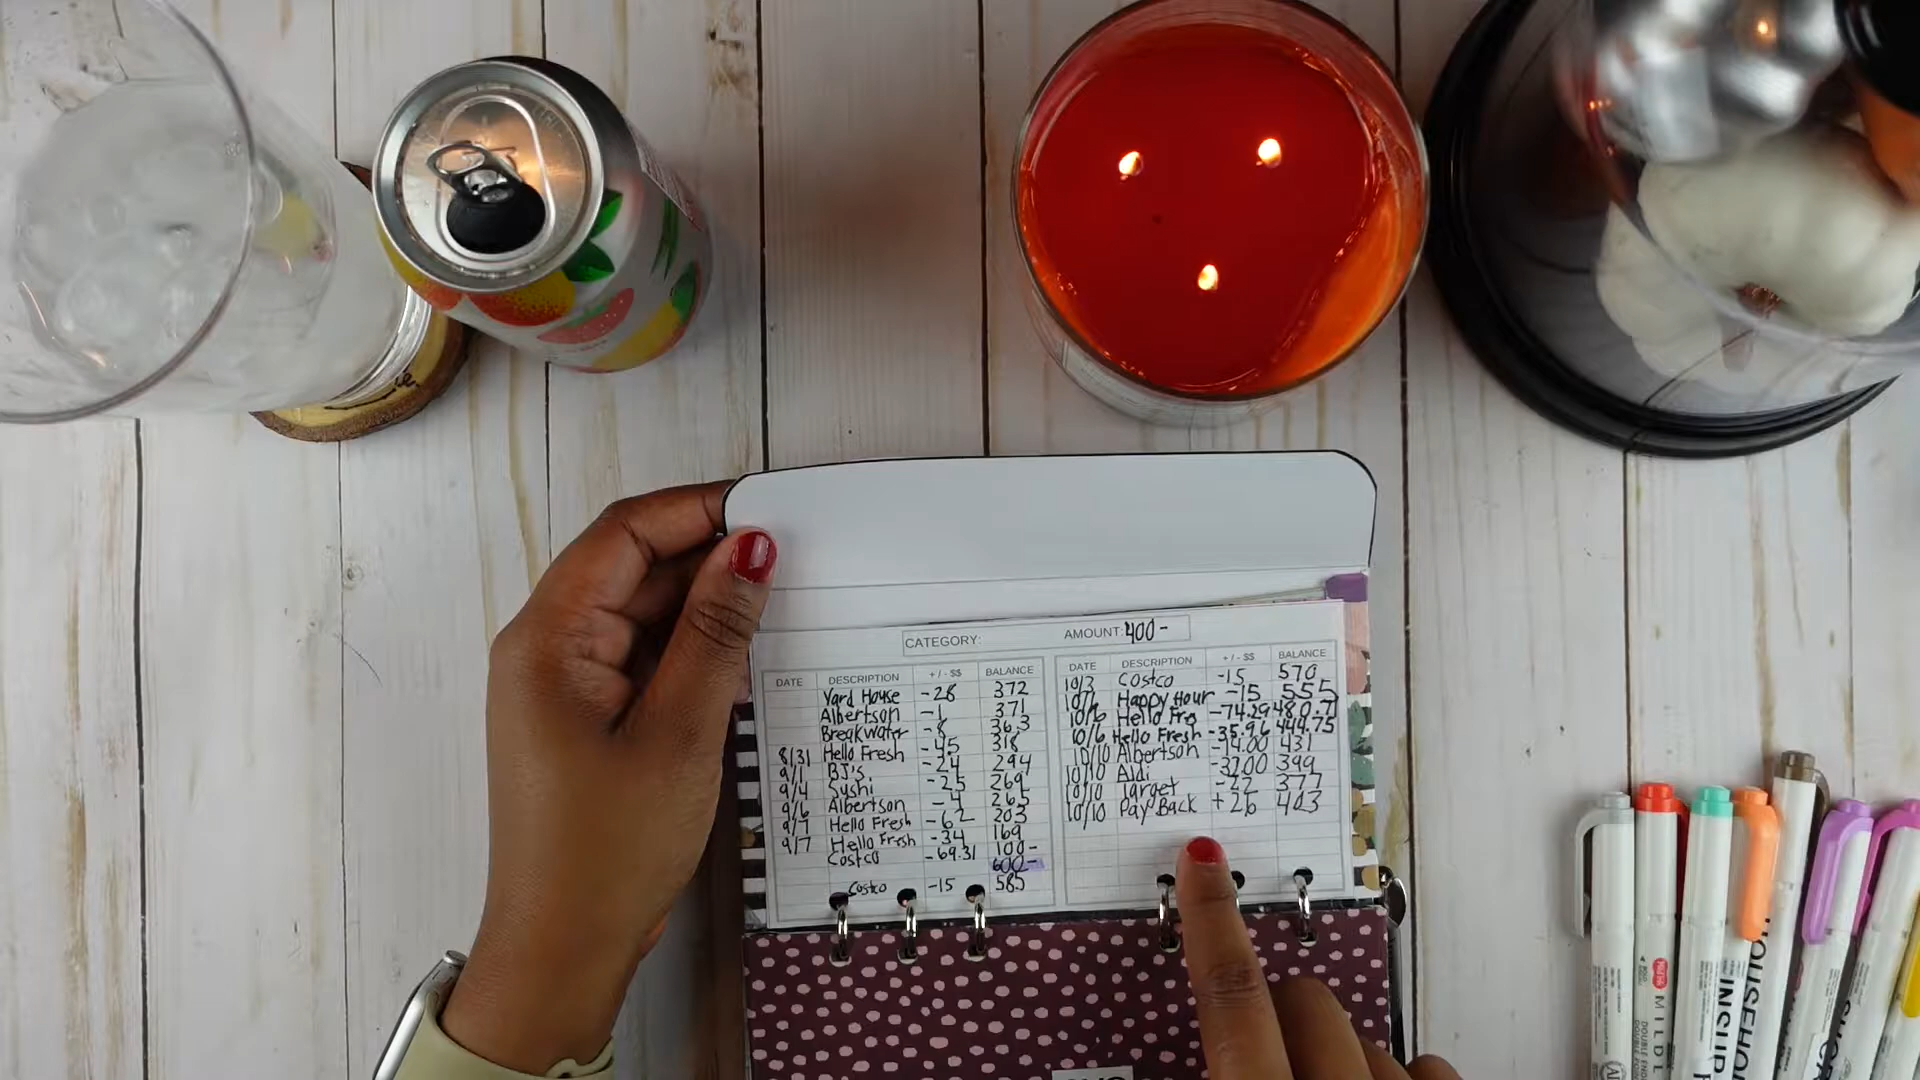 CATEGORY: AMOUNT: 400-
DATE DESCRIPTION +/-$$ BALANCE
Yard House -28 372
Albertson -1 371
Breakwater -8 363
8/31 Hello Fresh -45 318
9/1 BJ's -24 294
9/4 Sushi -25 269
9/6 Albertson -4 265
9/7 Hello Fresh -62 203
9/7 Hello Fresh -34 169
Costco -69.31 100-
600-
Costco -15 585
DATE DESCRIPTION +/-$$ BALANCE
10/3 Costco -15 570
Happy Hour -15 555
10/6 Hello Fre -74.29 480.71
10/6 Hello Fresh -35.96 444.75
10/10 Albertson -14.00 431
10/10 Aldi -32.00 399
10/10 Target -22 377
10/10 Pay Back +26 403
MILDL
INSUR
HOUSEHO